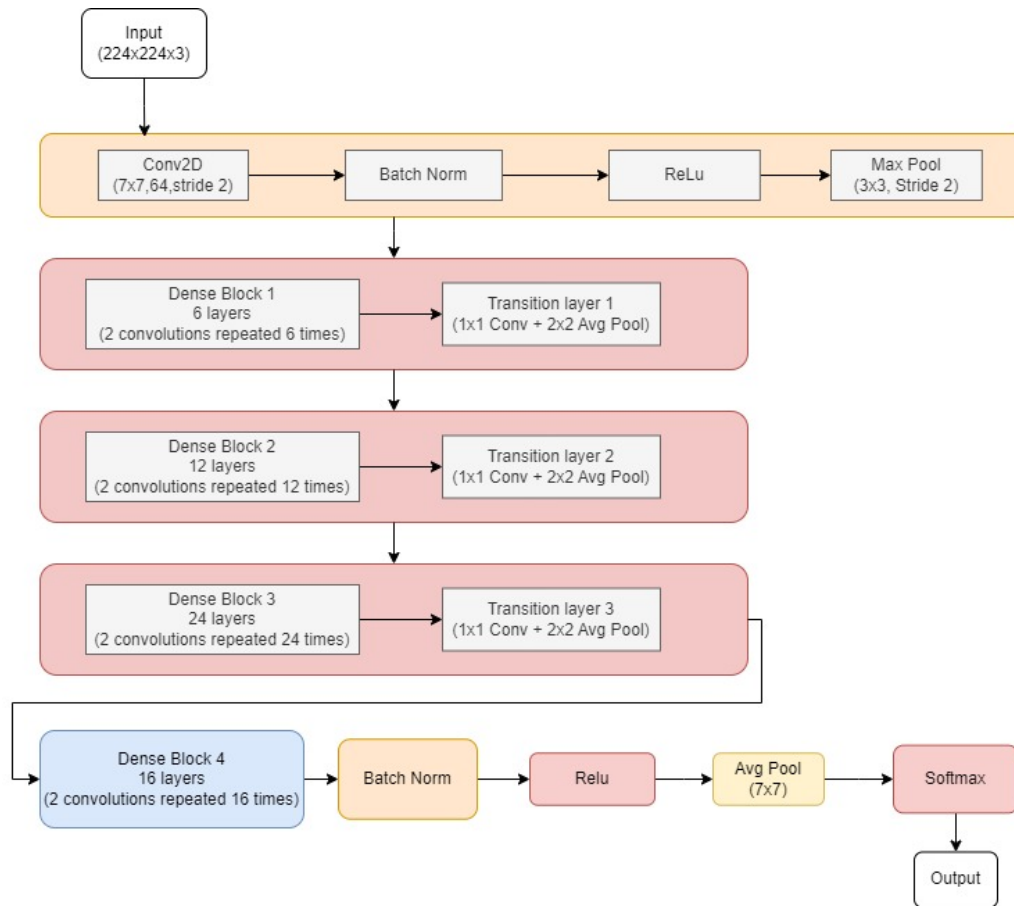 Input
(224x224x3)
Conv2D
(7x7,64,stride 2)
Batch Norm
ReLu
Max Pool
(3x3, Stride 2)
Dense Block 1
6 layers
(2 convolutions repeated 6 times)
Transition layer 1
(1x1 Conv + 2x2 Avg Pool)
Dense Block 2
12 layers
(2 convolutions repeated 12 times)
Transition layer 2
(1x1 Conv + 2x2 Avg Pool)
Dense Block 3
24 layers
(2 convolutions repeated 24 times)
Transition layer 3
(1x1 Conv + 2x2 Avg Pool)
Dense Block 4
16 layers
(2 convolutions repeated 16 times)
Batch Norm
Relu
Avg Pool
(7x7)
Softmax
Output